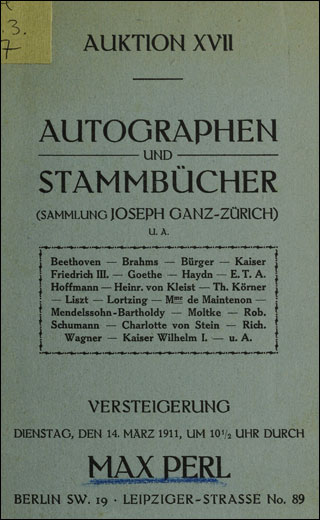 .3.
7
AUKTION XVII
AUTOGRAPHEN
UND
STAMMBÜCHER
(SAMMLUNG JOSEPH GANZ-ZÜRICH)
U. A.
Beethoven — Brahms — Bürger — Kaiser
Friedrich III. — Goethe — Haydn — E. T. A.
Hoffmann — Heinr. von Kleist — Th. Körner
— Liszt — Lortzing — Mme de Maintenon —
Mendelssohn-Bartholdy — Moltke — Rob.
Schumann — Charlotte von Stein — Rich.
Wagner — Kaiser Wilhelm I. — u. A.
VERSTEIGERUNG
DIENSTAG, DEN 14. MÄRZ 1911, UM 10½ UHR DURCH
MAX PERL
BERLIN SW. 19 · LEIPZIGER-STRASSE No. 89